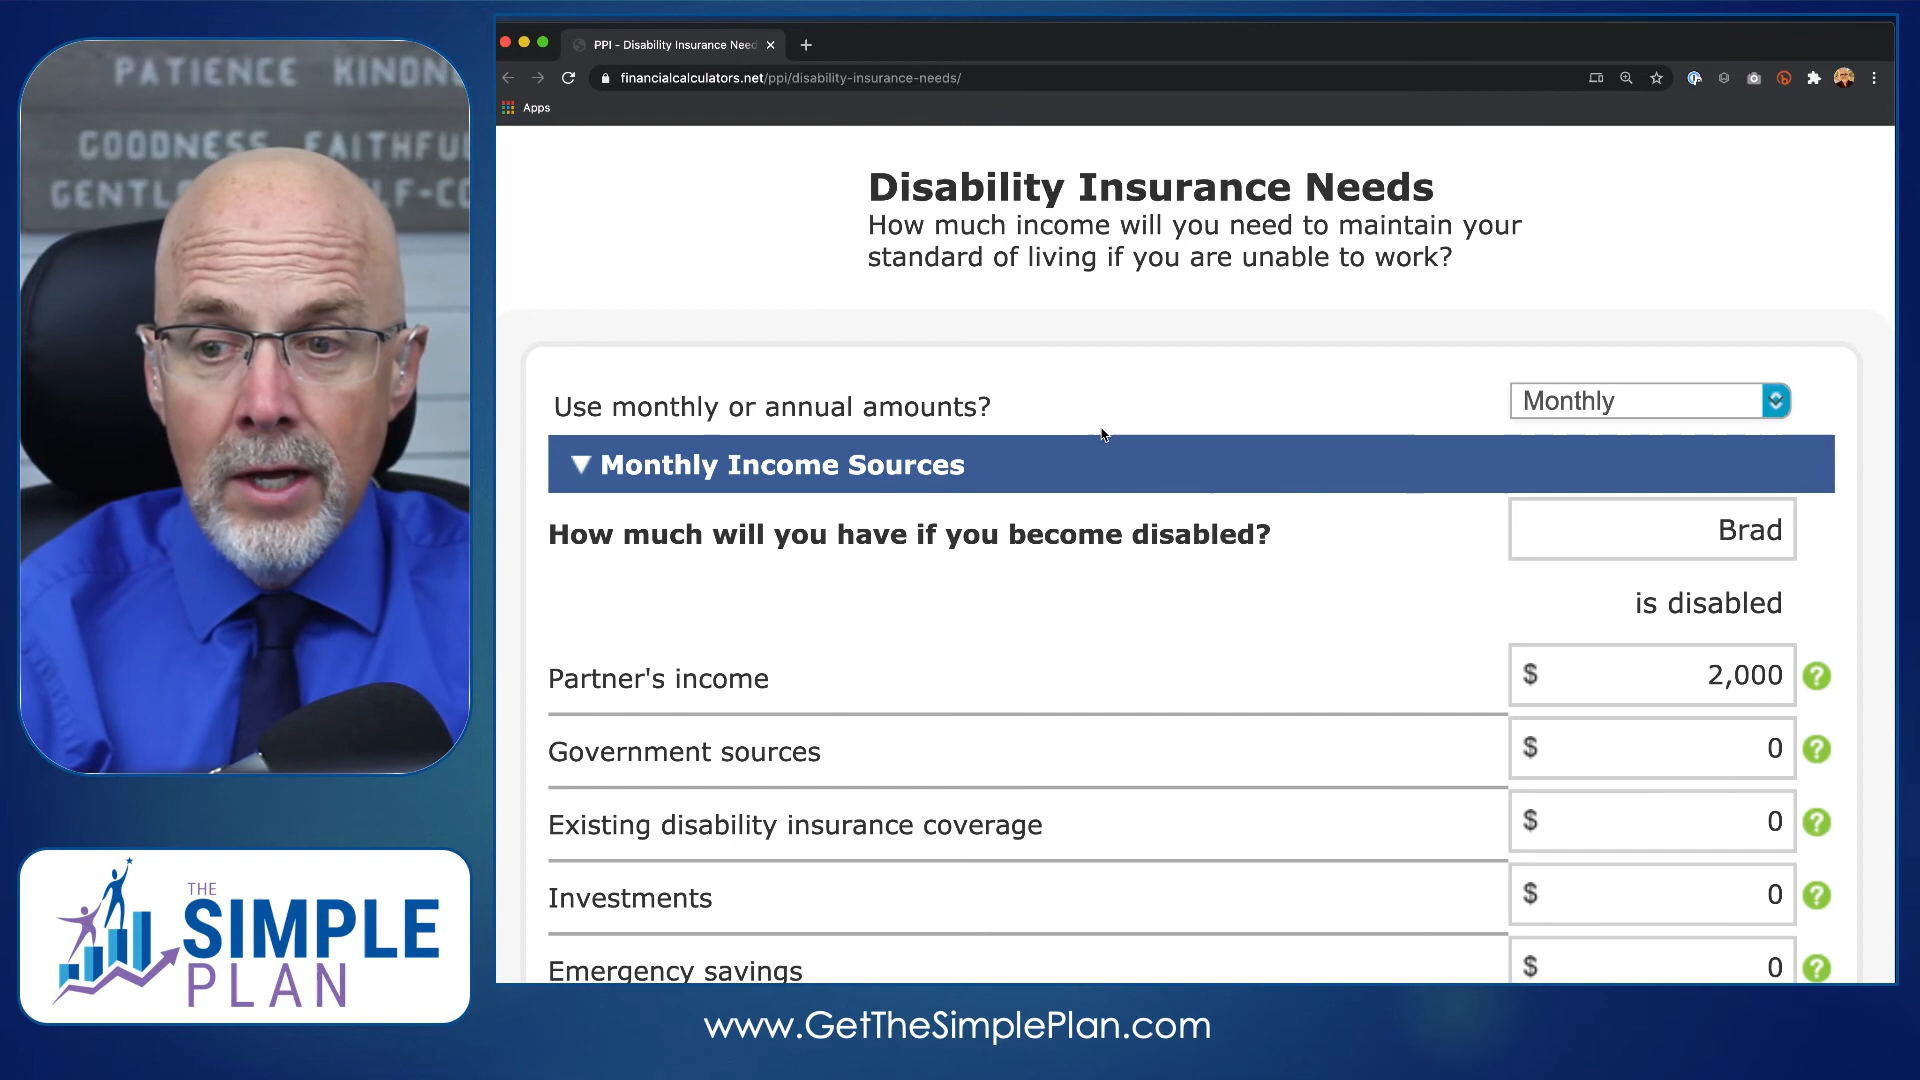 PATIENCE KINDN
GOODNESS FAITHFUL
GENTL LF-CO
THE
SIMPLE
PLAN
PPI - Disability Insurance Need
financialcalculators.net/ppi/disability-insurance-needs/
Apps
Disability Insurance Needs
How much income will you need to maintain your
standard of living if you are unable to work?
Use monthly or annual amounts?
Monthly
▼ Monthly Income Sources
How much will you have if you become disabled?
Brad
is disabled
Partner's income $ 2,000 ?
Government sources $ 0 ?
Existing disability insurance coverage $ 0 ?
Investments $ 0 ?
Emergency savings $ 0 ?
www.GetTheSimplePlan.com